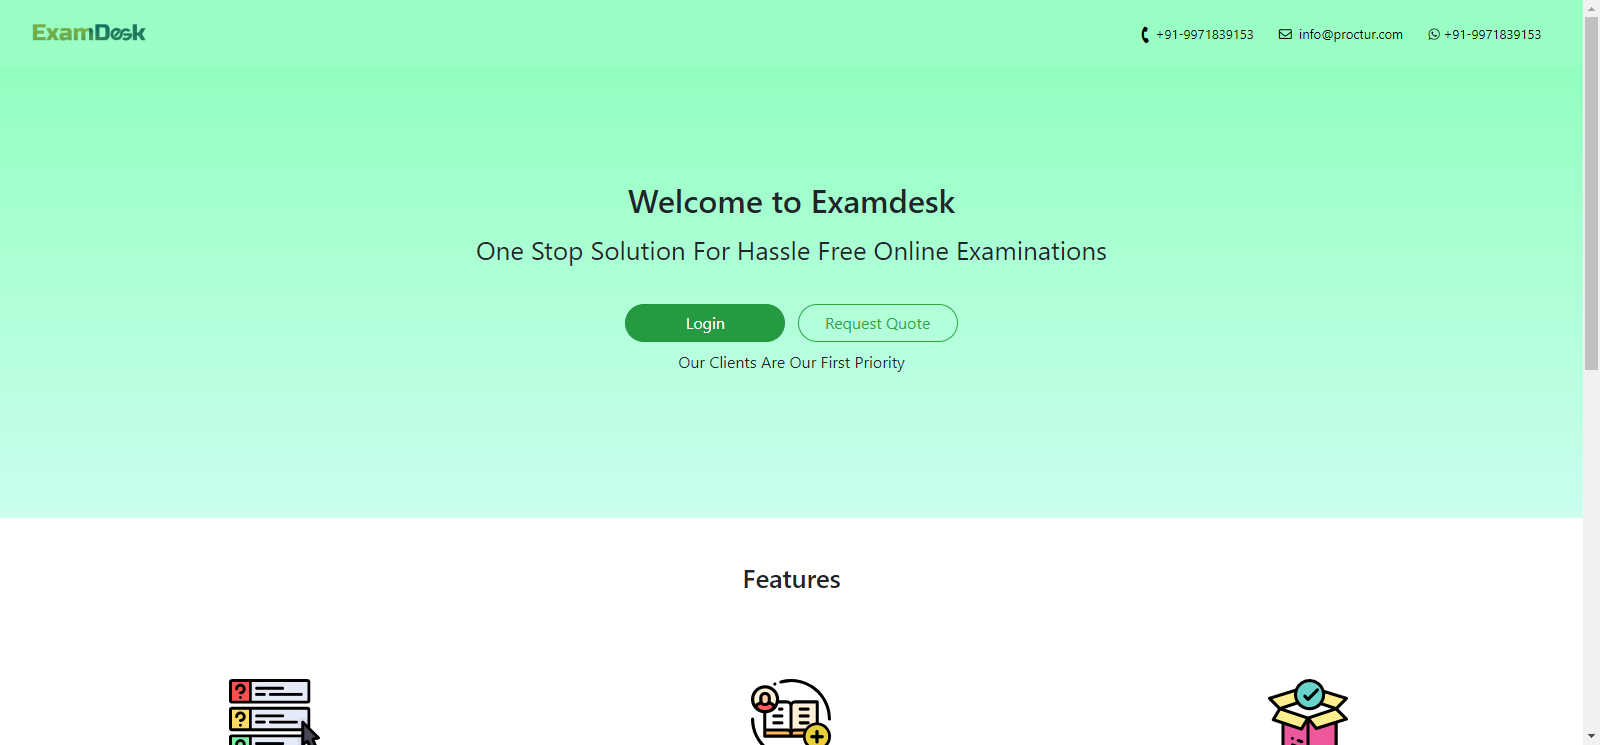 ExamDesk
+91-9971839153 info@proctur.com +91-9971839153
Welcome to Examdesk
One Stop Solution For Hassle Free Online Examinations
Login Request Quote
Our Clients Are Our First Priority
Features
?
?